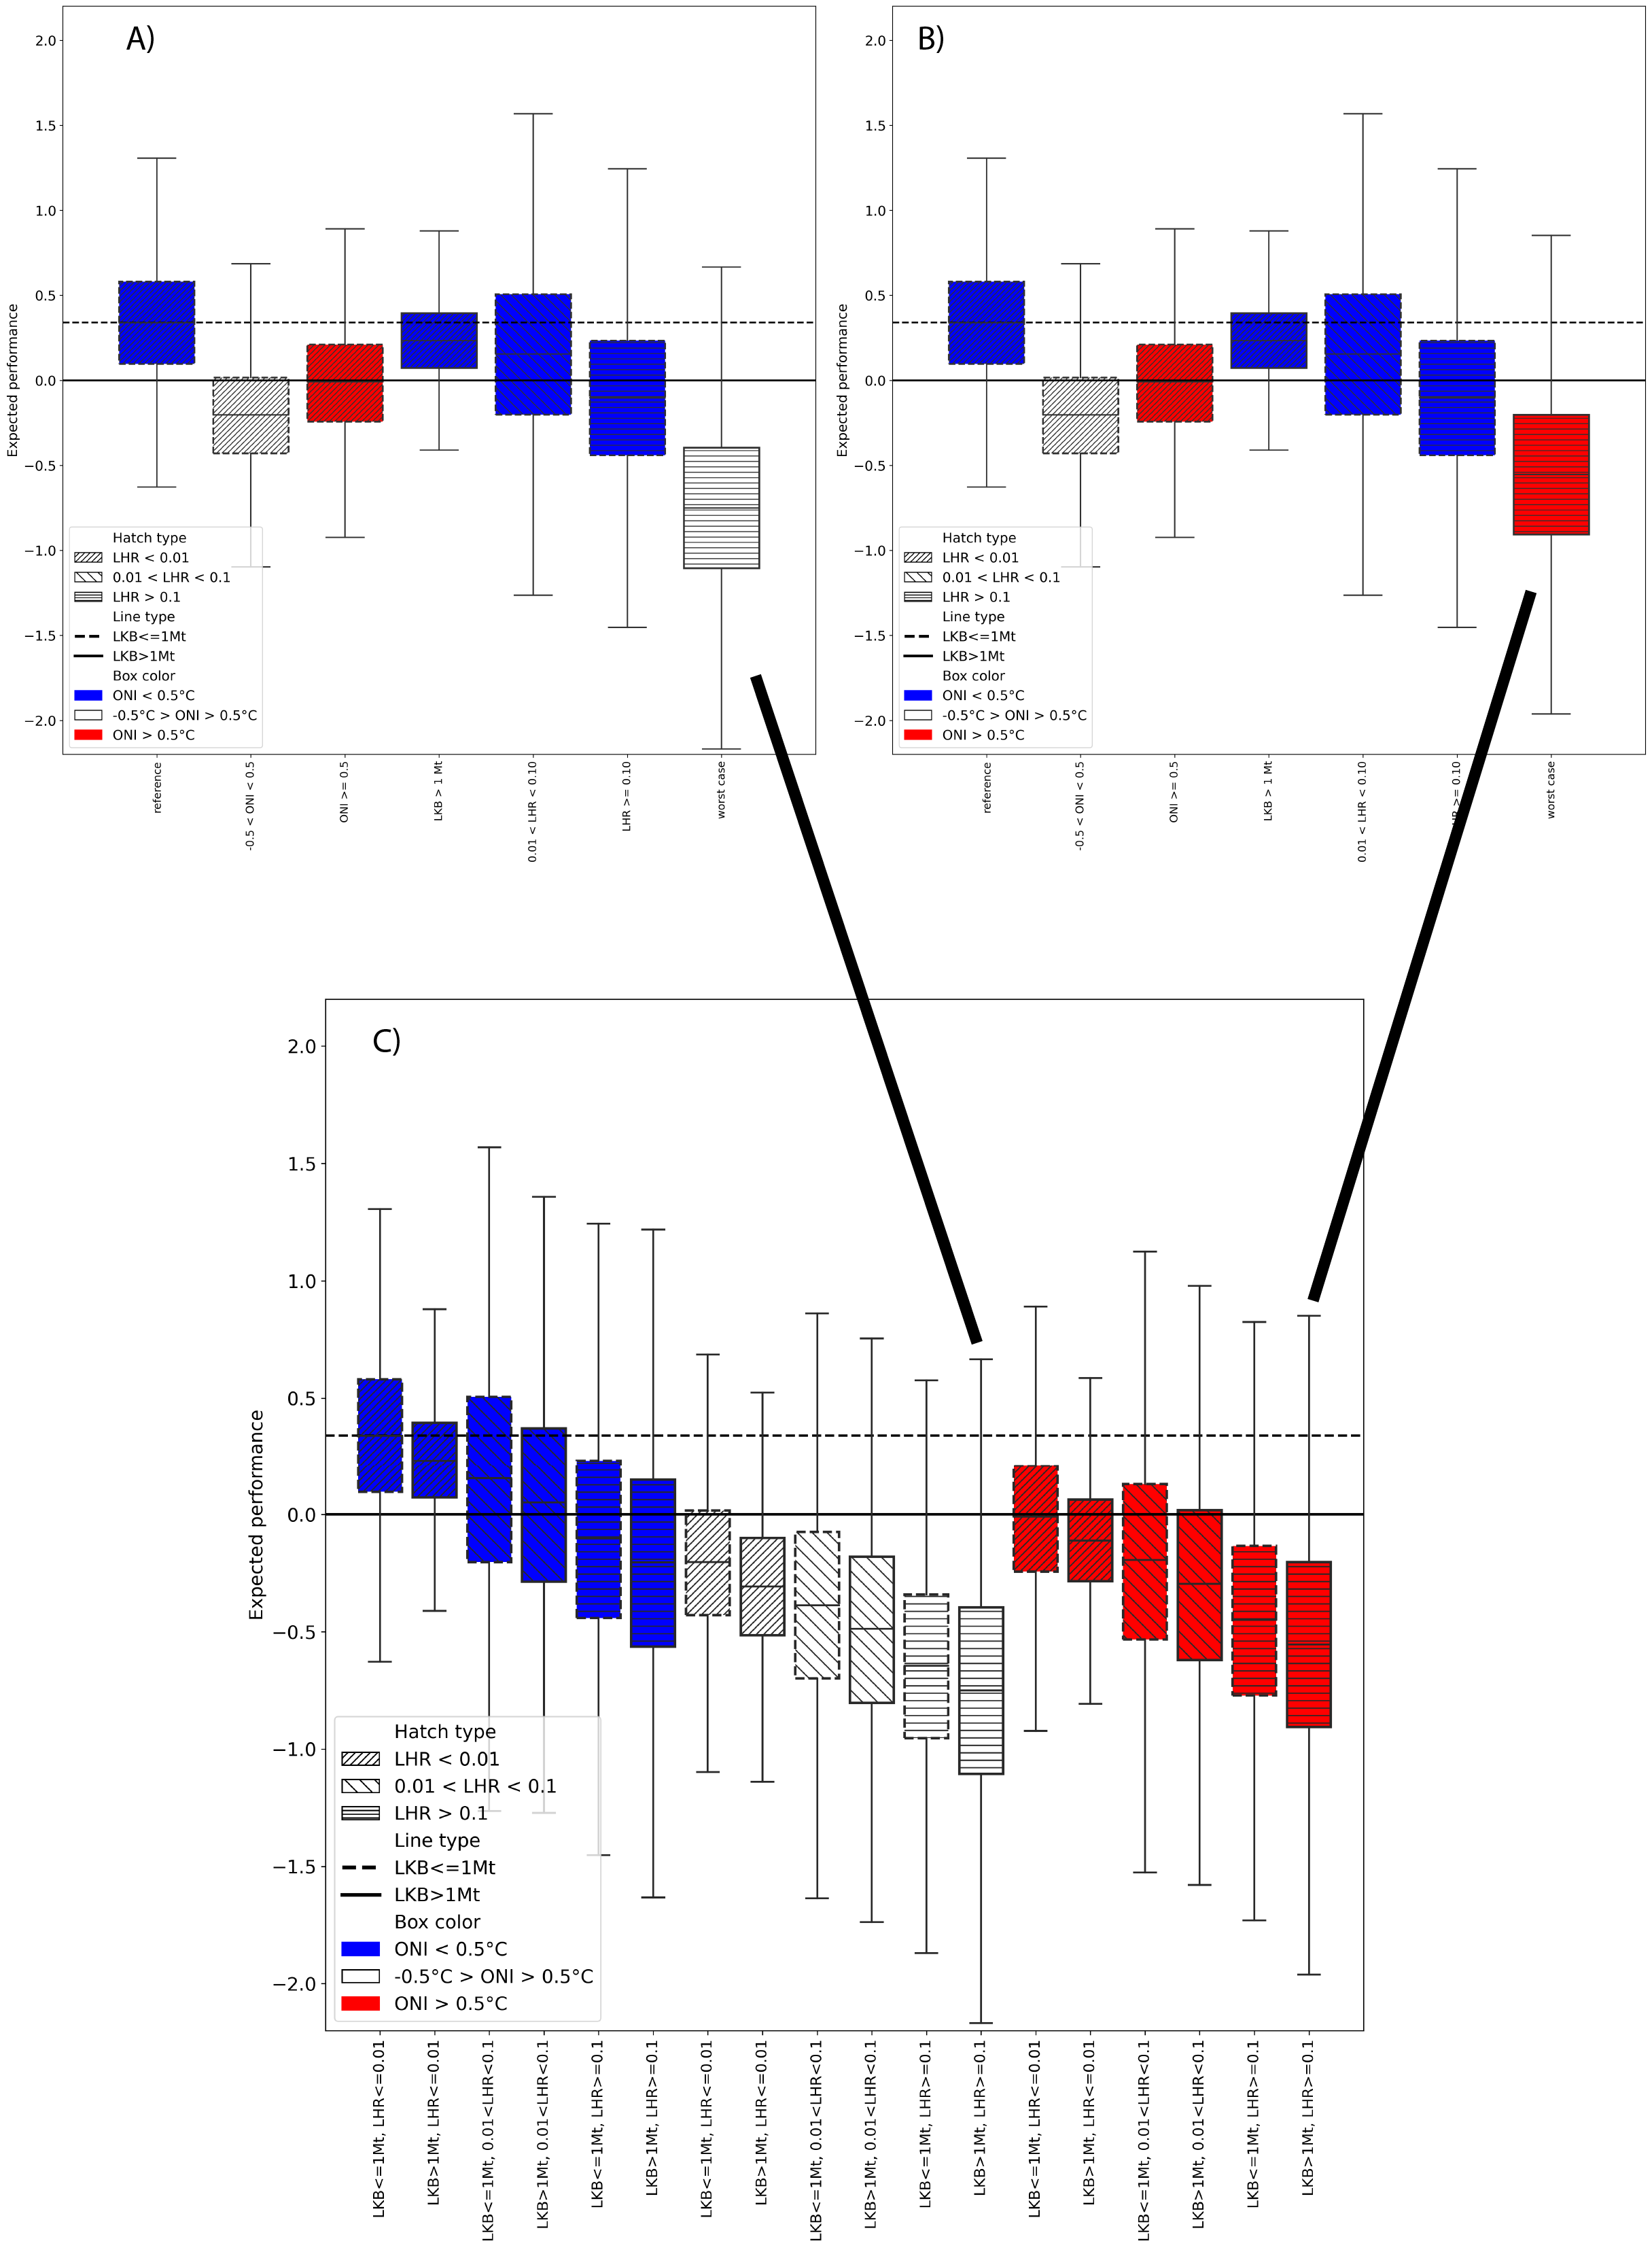 A)
2.0
1.5
1.0
0.5
0.0
−0.5
−1.0
−1.5
−2.0
Expected performance
Hatch type
LHR < 0.01
0.01 < LHR < 0.1
LHR > 0.1
Line type
LKB<=1Mt
LKB>1Mt
Box color
ONI < 0.5°C
-0.5°C > ONI > 0.5°C
ONI > 0.5°C
reference
-0.5 < ONI < 0.5
ONI >= 0.5
LKB > 1 Mt
0.01 < LHR < 0.10
LHR >= 0.10
worst case
B)
2.0
1.5
1.0
0.5
0.0
−0.5
−1.0
−1.5
−2.0
Expected performance
Hatch type
LHR < 0.01
0.01 < LHR < 0.1
LHR > 0.1
Line type
LKB<=1Mt
LKB>1Mt
Box color
ONI < 0.5°C
-0.5°C > ONI > 0.5°C
ONI > 0.5°C
reference
-0.5 < ONI < 0.5
ONI >= 0.5
LKB > 1 Mt
0.01 < LHR < 0.10
>= 0.10
worst case
C)
2.0
1.5
1.0
0.5
0.0
−0.5
−1.0
−1.5
−2.0
Expected performance
Hatch type
LHR < 0.01
0.01 < LHR < 0.1
LHR > 0.1
Line type
LKB<=1Mt
LKB>1Mt
Box color
ONI < 0.5°C
-0.5°C > ONI > 0.5°C
ONI > 0.5°C
LKB<=1Mt, LHR<=0.01
LKB>1Mt, LHR<=0.01
LKB<=1Mt, 0.01<LHR<0.1
LKB>1Mt, 0.01<LHR<0.1
LKB<=1Mt, LHR>=0.1
LKB>1Mt, LHR>=0.1
LKB<=1Mt, LHR<=0.01
LKB>1Mt, LHR<=0.01
LKB<=1Mt, 0.01<LHR<0.1
LKB>1Mt, 0.01<LHR<0.1
LKB<=1Mt, LHR>=0.1
LKB>1Mt, LHR>=0.1
LKB<=1Mt, LHR<=0.01
LKB>1Mt, LHR<=0.01
LKB<=1Mt, 0.01<LHR<0.1
LKB>1Mt, 0.01<LHR<0.1
LKB<=1Mt, LHR>=0.1
LKB>1Mt, LHR>=0.1